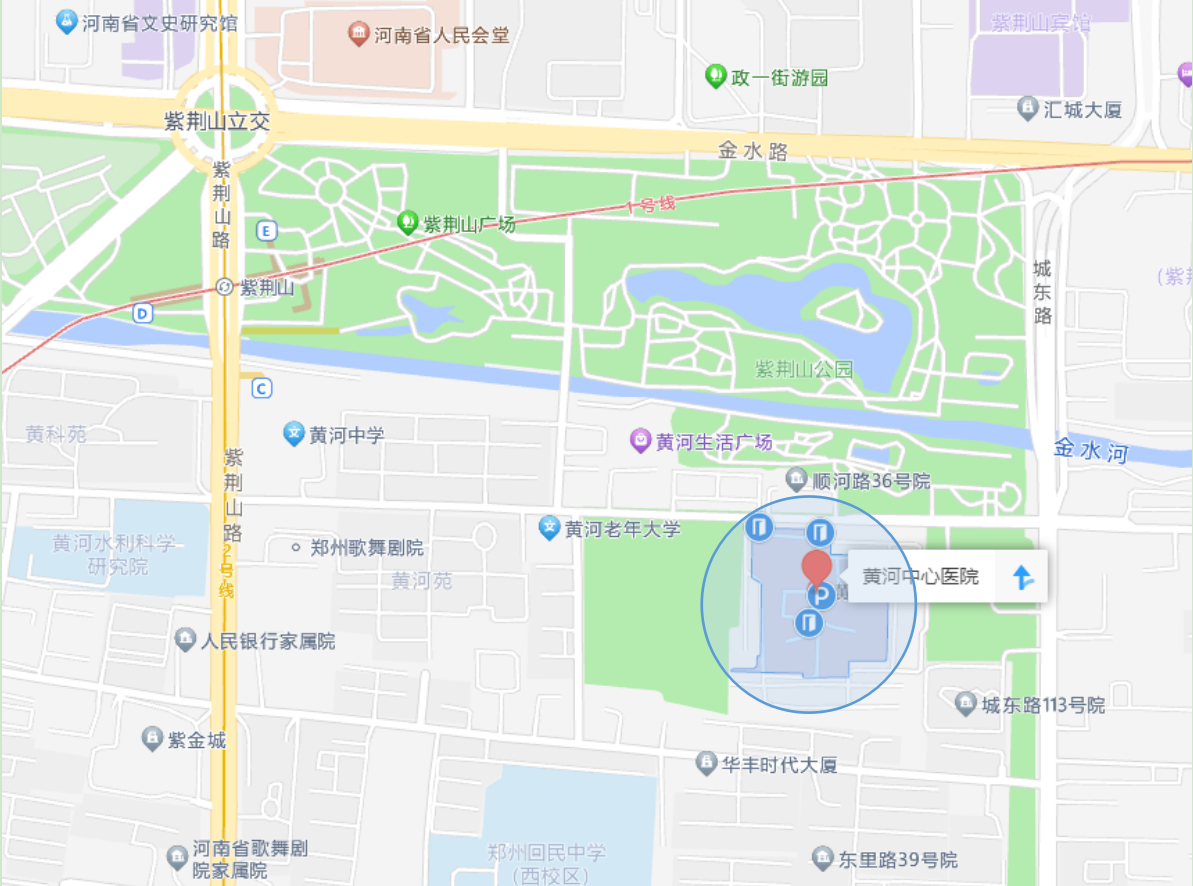 河南省文史研究馆
河南省人民会堂
紫荆山宾馆
政一街游园
汇城大厦
紫荆山立交
金水路
紫荆山路
E
紫荆山广场
1号线
城东路
(紫荆
紫荆山
D
紫荆山公园
C
黄科苑
黄河中学
黄河生活广场
金水河
紫荆山路
顺河路36号院
黄河水利科学
研究院
2号线
郑州歌舞剧院
黄河老年大学
黄河苑
黄河中心医院
P
黄
人民银行家属院
城东路113号院
紫金城
华丰时代大厦
河南省歌舞剧
院家属院
郑州回民中学
(西校区)
东里路39号院